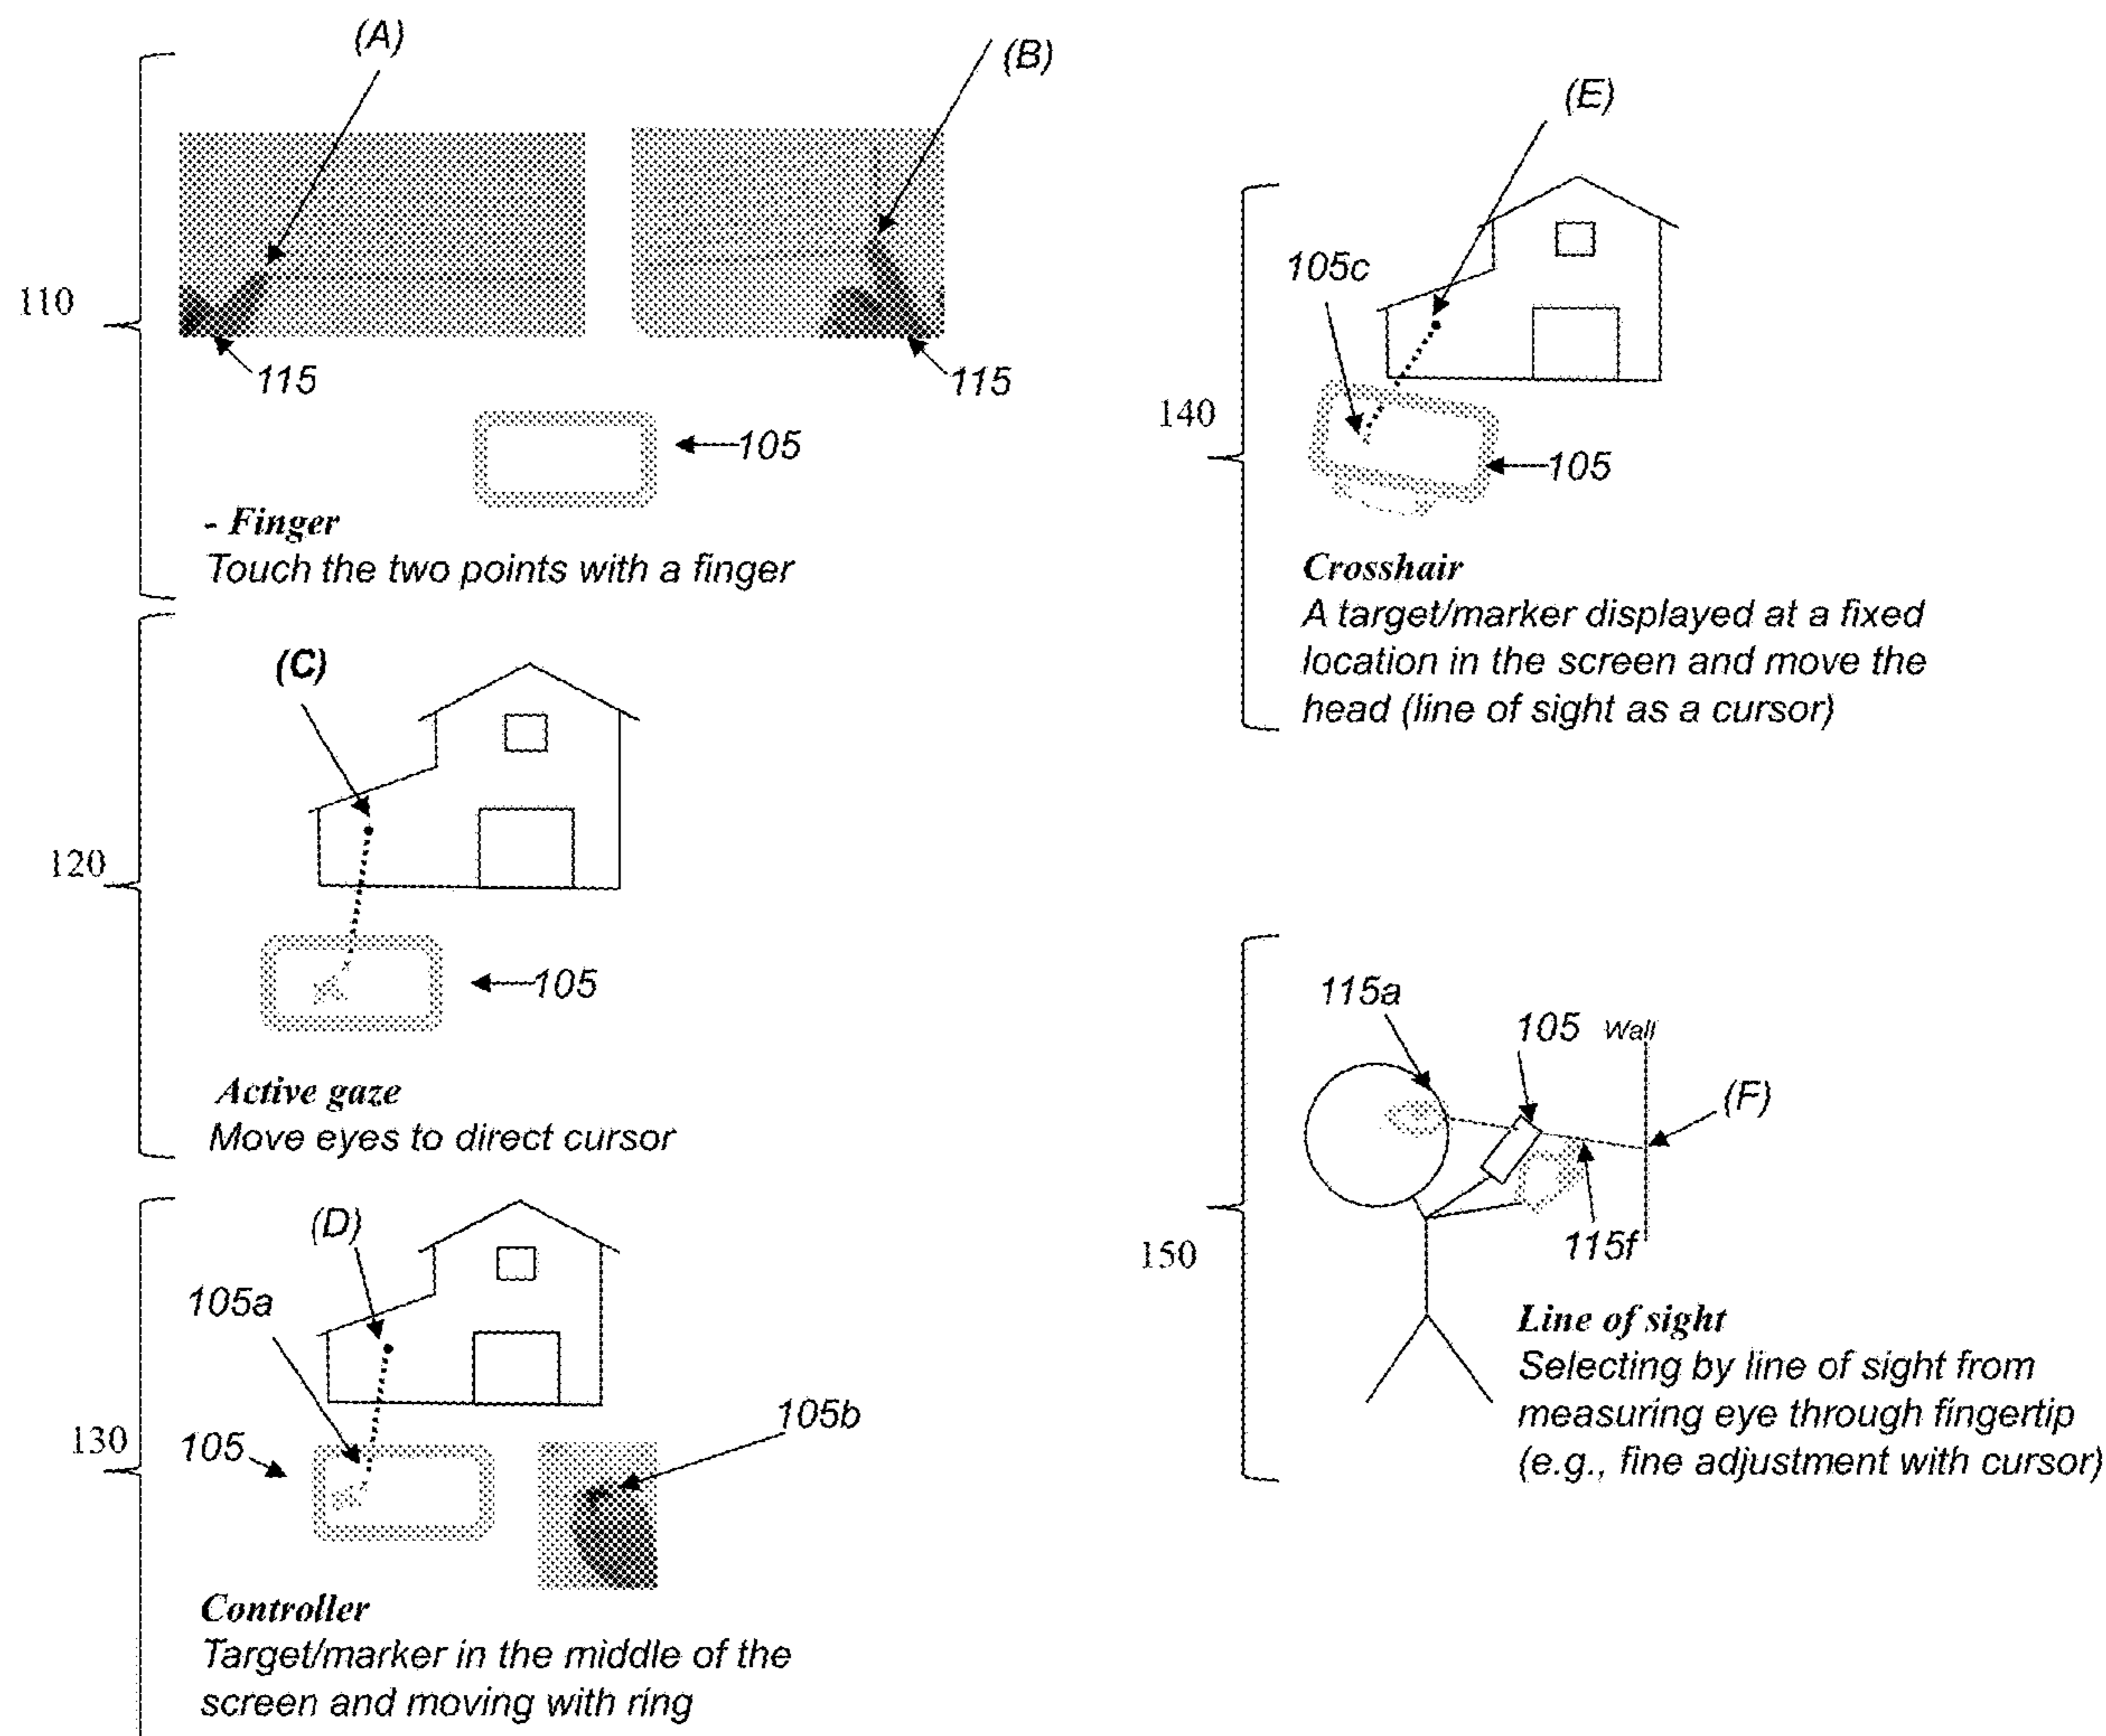 (A)
(B)
110
115
115
105
- Finger
Touch the two points with a finger
(C)
120
105
Active gaze
Move eyes to direct cursor
(D)
105a
105
105b
130
Controller
Target/marker in the middle of the
screen and moving with ring
(E)
105c
140
105
Crosshair
A target/marker displayed at a fixed
location in the screen and move the
head (line of sight as a cursor)
115a
105
Wall
(F)
115f
150
Line of sight
Selecting by line of sight from
measuring eye through fingertip
(e.g., fine adjustment with cursor)